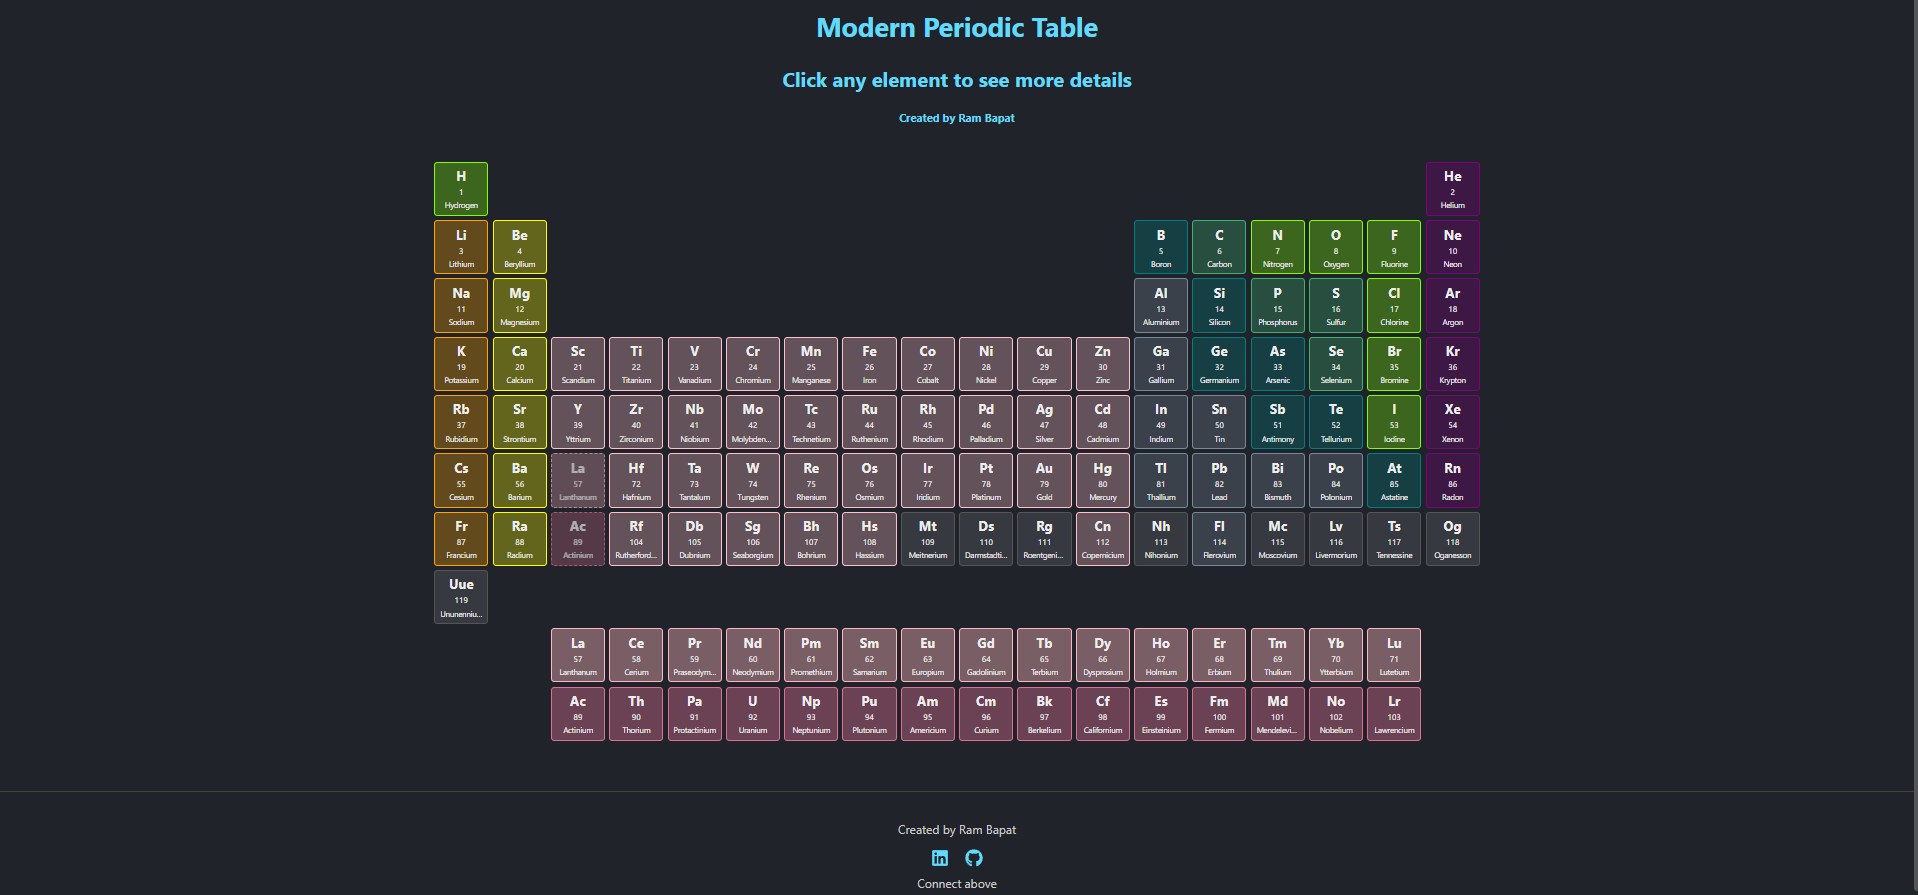 Modern Periodic Table
Click any element to see more details
Created by Ram Bapat
H He
1 2
Hydrogen Helium
Li Be B C N O F Ne
3 4 5 6 7 8 9 10
Lithium Beryllium Boron Carbon Nitrogen Oxygen Fluorine Neon
Na Mg Al Si P S Cl Ar
11 12 13 14 15 16 17 18
Sodium Magnesium Aluminium Silicon Phosphorus Sulfur Chlorine Argon
K Ca Sc Ti V Cr Mn Fe Co Ni Cu Zn Ga Ge As Se Br Kr
19 20 21 22 23 24 25 26 27 28 29 30 31 32 33 34 35 36
Potassium Calcium Scandium Titanium Vanadium Chromium Manganese Iron Cobalt Nickel Copper Zinc Gallium Germanium Arsenic Selenium Bromine Krypton
Rb Sr Y Zr Nb Mo Tc Ru Rh Pd Ag Cd In Sn Sb Te I Xe
37 38 39 40 41 42 43 44 45 46 47 48 49 50 51 52 53 54
Rubidium Strontium Yttrium Zirconium Niobium Molybden... Technetium Ruthenium Rhodium Palladium Silver Cadmium Indium Tin Antimony Tellurium Iodine Xenon
Cs Ba La Hf Ta W Re Os Ir Pt Au Hg Tl Pb Bi Po At Rn
55 56 57 72 73 74 75 76 77 78 79 80 81 82 83 84 85 86
Cesium Barium Lanthanum Hafnium Tantalum Tungsten Rhenium Osmium Iridium Platinum Gold Mercury Thallium Lead Bismuth Polonium Astatine Radon
Fr Ra Ac Rf Db Sg Bh Hs Mt Ds Rg Cn Nh Fl Mc Lv Ts Og
87 88 89 104 105 106 107 108 109 110 111 112 113 114 115 116 117 118
Francium Radium Actinium Rutherford... Dubnium Seaborgium Bohrium Hassium Meitnerium Darmstadti... Roentgeni... Copernicium Nihonium Flerovium Moscovium Livermorium Tennessine Oganesson
Uue
119
Ununenniu...
La Ce Pr Nd Pm Sm Eu Gd Tb Dy Ho Er Tm Yb Lu
57 58 59 60 61 62 63 64 65 66 67 68 69 70 71
Lanthanum Cerium Praseodym... Neodymium Promethium Samarium Europium Gadolinium Terbium Dysprosium Holmium Erbium Thulium Ytterbium Lutetium
Ac Th Pa U Np Pu Am Cm Bk Cf Es Fm Md No Lr
89 90 91 92 93 94 95 96 97 98 99 100 101 102 103
Actinium Thorium Protactinium Uranium Neptunium Plutonium Americium Curium Berkelium Californium Einsteinium Fermium Mendelevi... Nobelium Lawrencium
Created by Ram Bapat
in
Connect above